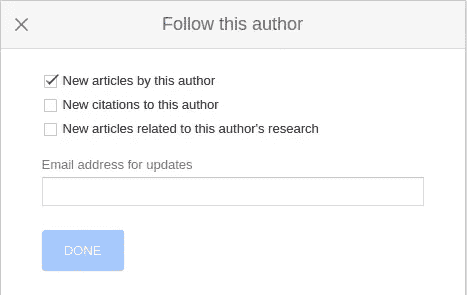 Follow this author
New articles by this author
New citations to this author
New articles related to this author's research
Email address for updates
DONE